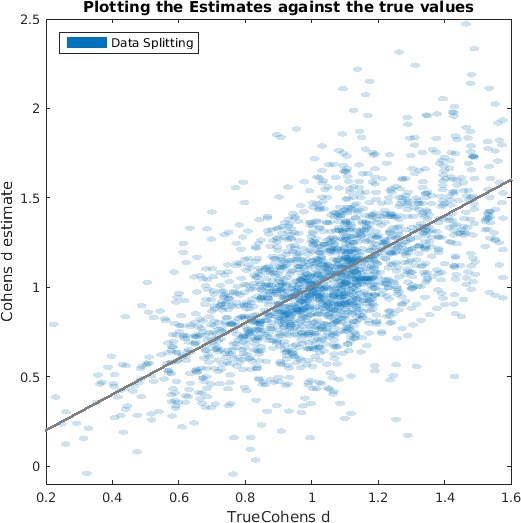 Plotting the Estimates against the true values
Data Splitting
2.5
2
1.5
1
0.5
0
Cohens d estimate
0.2 0.4 0.6 0.8 1 1.2 1.4 1.6
TrueCohens d